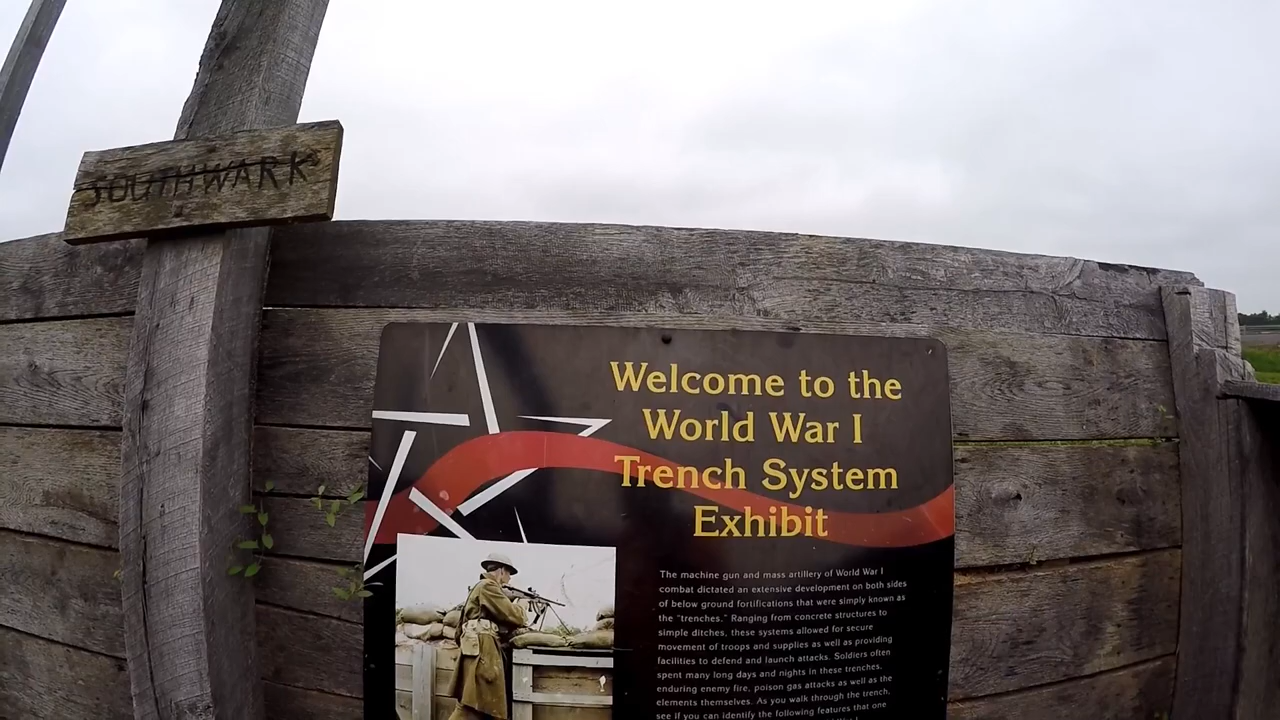 SOUTHWARK
Welcome to the
World War I
Trench System
Exhibit
The machine gun and mass artillery of World War I
combat dictated an extensive development on both sides
of below ground fortifications that were simply known as
the "trenches." Ranging from concrete structures to
simple ditches, these systems allowed for secure
movement of troops and supplies as well as providing
facilities to defend and launch attacks. Soldiers often
spent many long days and nights in these trenches,
enduring enemy fire, poison gas attacks as well as the
elements themselves. As you walk through the trench,
see if you can identify the following features that one